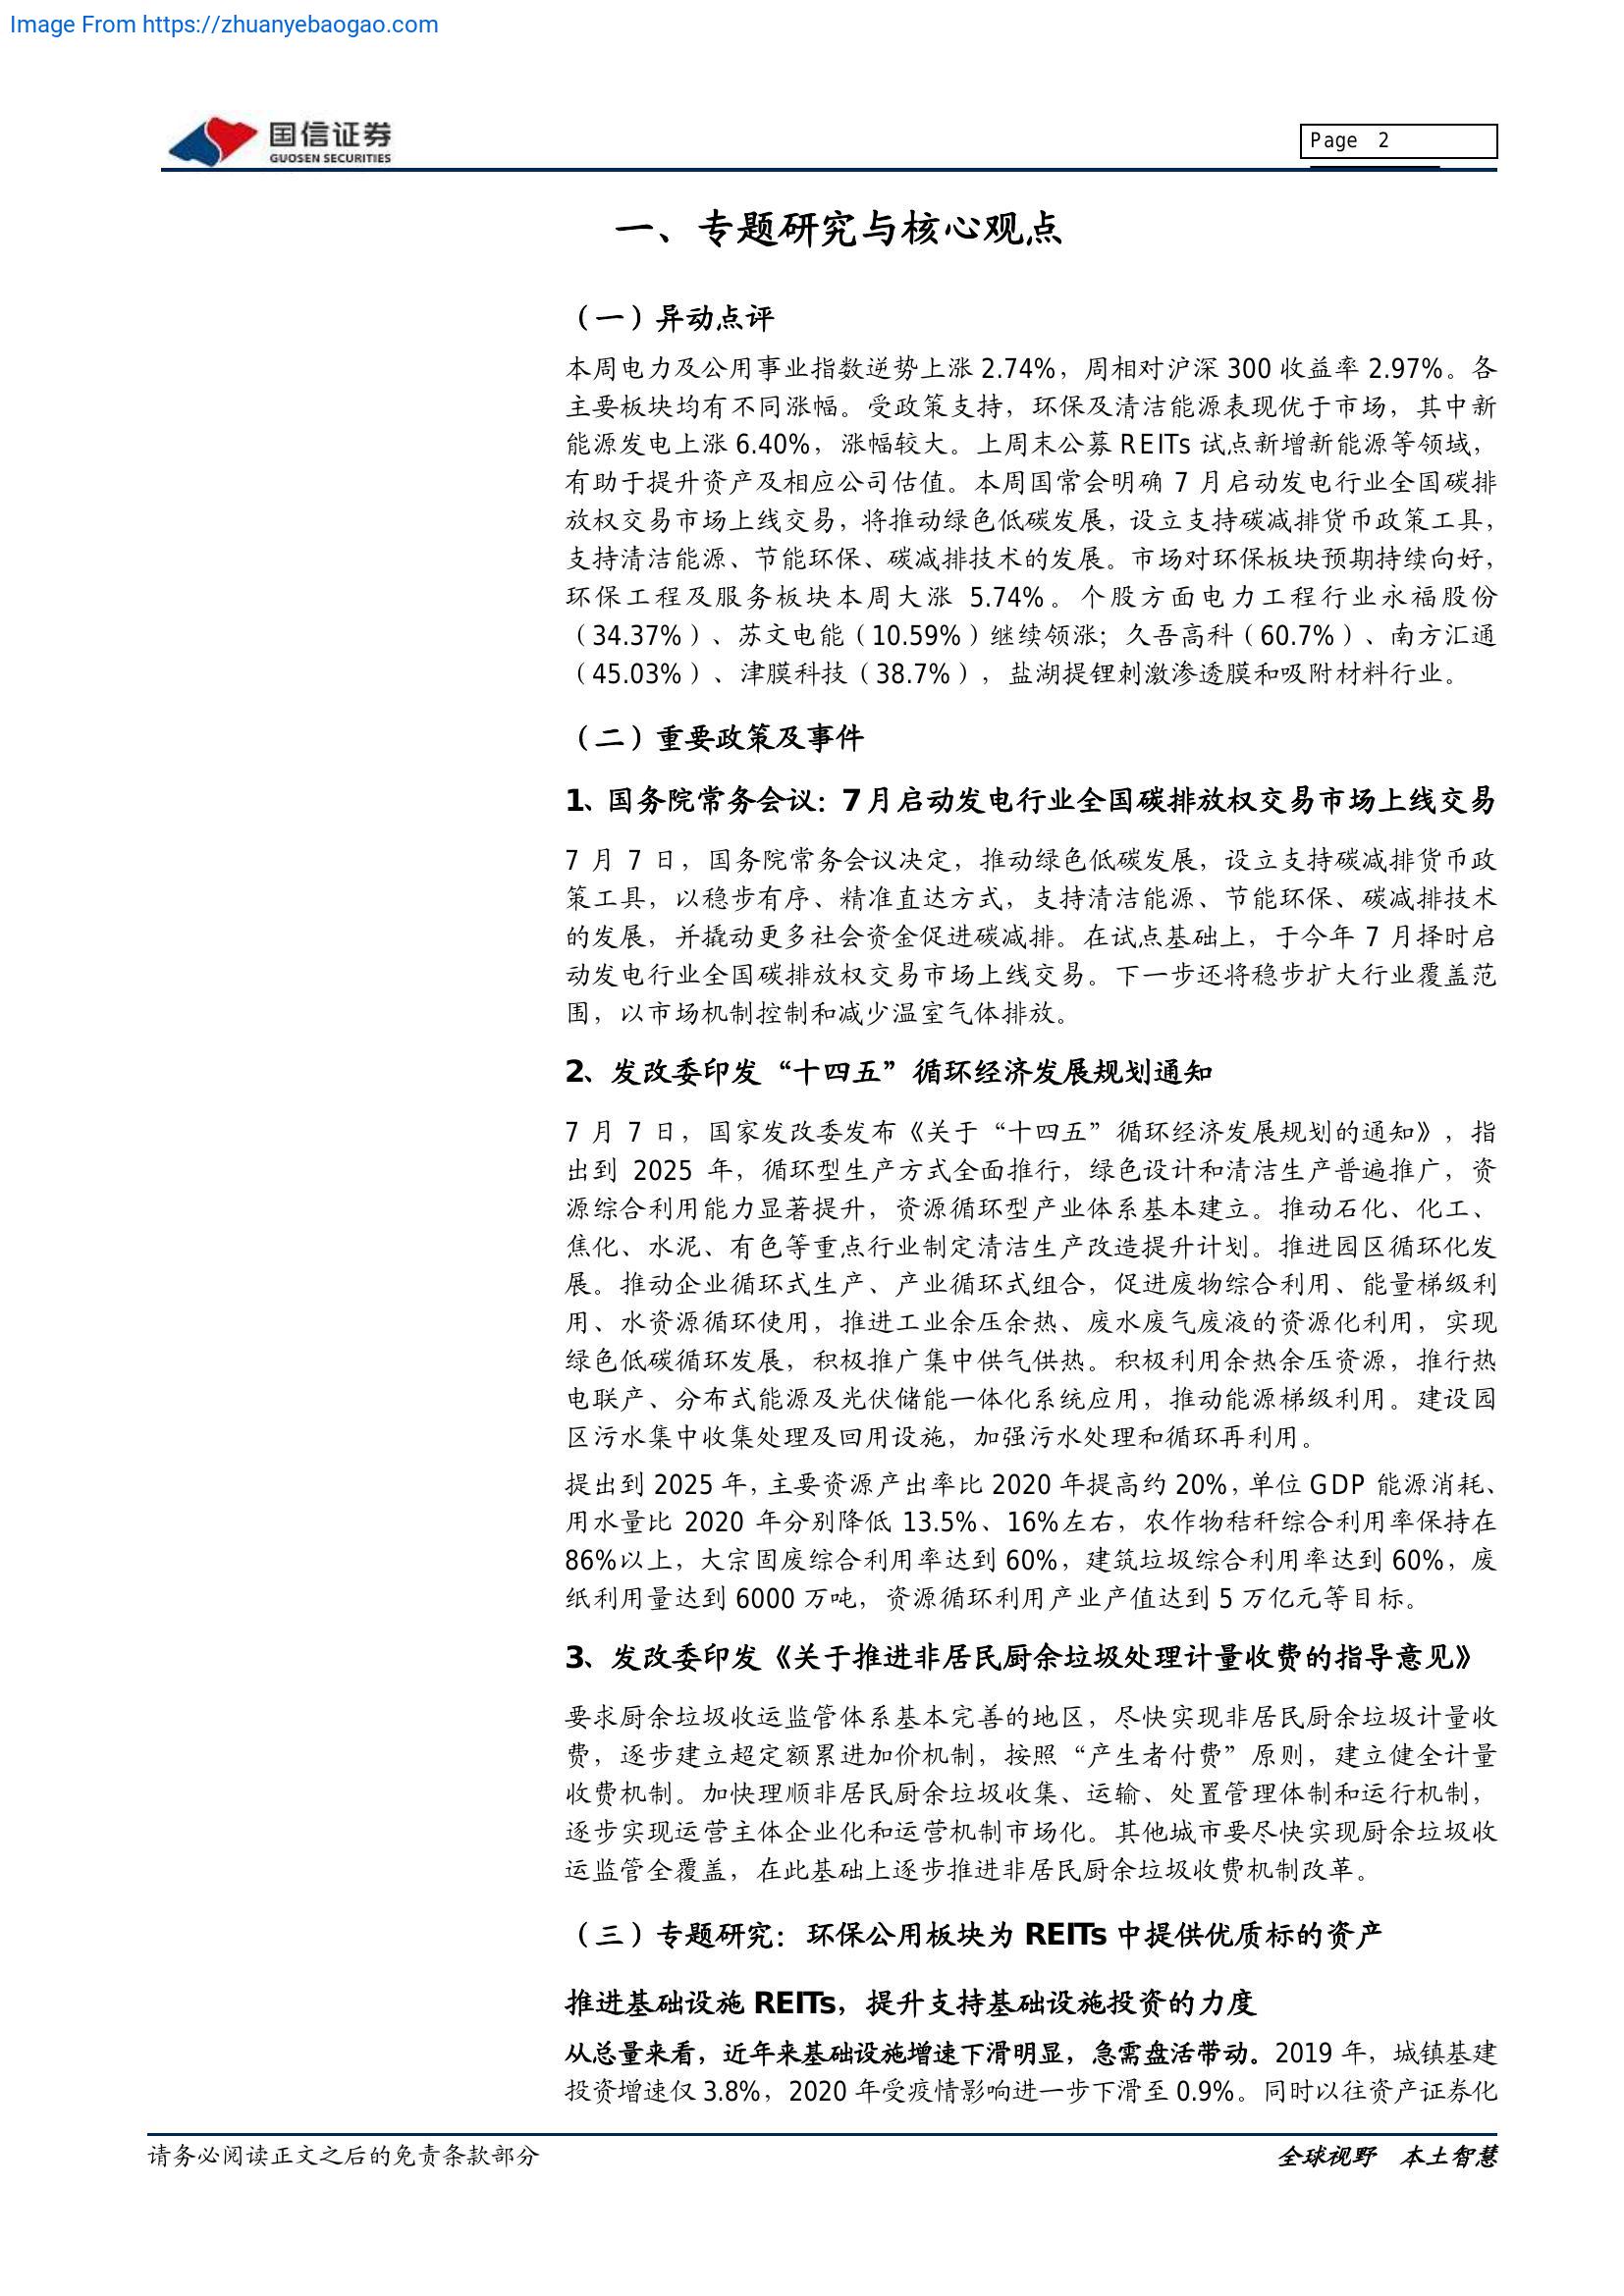 Image From https://zhuanyebaogao.com
国信证券
GUOSEN SECURITIES
Page 2
一、专题研究与核心观点
（一）异动点评
本周电力及公用事业指数逆势上涨 2.74%，周相对沪深 300 收益率 2.97%。各
主要板块均有不同涨幅。受政策支持，环保及清洁能源表现优于市场，其中新
能源发电上涨 6.40%，涨幅较大。上周末公募 REITs 试点新增新能源等领域，
有助于提升资产及相应公司估值。本周国常会明确 7 月启动发电行业全国碳排
放权交易市场上线交易，将推动绿色低碳发展，设立支持碳减排货币政策工具，
支持清洁能源、节能环保、碳减排技术的发展。市场对环保板块预期持续向好，
环保工程及服务板块本周大涨 5.74%。个股方面电力工程行业永福股份
（34.37%）、苏文电能（10.59%）继续领涨；久吾高科（60.7%）、南方汇通
（45.03%）、津膜科技（38.7%），盐湖提锂刺激渗透膜和吸附材料行业。
（二）重要政策及事件
1、国务院常务会议：7 月启动发电行业全国碳排放权交易市场上线交易
7 月 7 日，国务院常务会议决定，推动绿色低碳发展，设立支持碳减排货币政
策工具，以稳步有序、精准直达方式，支持清洁能源、节能环保、碳减排技术
的发展，并撬动更多社会资金促进碳减排。在试点基础上，于今年 7 月择时启
动发电行业全国碳排放权交易市场上线交易。下一步还将稳步扩大行业覆盖范
围，以市场机制控制和减少温室气体排放。
2、发改委印发“十四五”循环经济发展规划通知
7 月 7 日，国家发改委发布《关于“十四五”循环经济发展规划的通知》，指
出到 2025 年，循环型生产方式全面推行，绿色设计和清洁生产普遍推广，资
源综合利用能力显著提升，资源循环型产业体系基本建立。推动石化、化工、
焦化、水泥、有色等重点行业制定清洁生产改造提升计划。推进园区循环化发
展。推动企业循环式生产、产业循环式组合，促进废物综合利用、能量梯级利
用、水资源循环使用，推进工业余压余热、废水废气废液的资源化利用，实现
绿色低碳循环发展，积极推广集中供气供热。积极利用余热余压资源，推行热
电联产、分布式能源及光伏储能一体化系统应用，推动能源梯级利用。建设园
区污水集中收集处理及回用设施，加强污水处理和循环再利用。
提出到 2025 年，主要资源产出率比 2020 年提高约 20%，单位 GDP 能源消耗、
用水量比 2020 年分别降低 13.5%、16%左右，农作物秸秆综合利用率保持在
86%以上，大宗固废综合利用率达到 60%，建筑垃圾综合利用率达到 60%，废
纸利用量达到 6000 万吨，资源循环利用产业产值达到 5 万亿元等目标。
3、发改委印发《关于推进非居民厨余垃圾处理计量收费的指导意见》
要求厨余垃圾收运监管体系基本完善的地区，尽快实现非居民厨余垃圾计量收
费，逐步建立超定额累进加价机制，按照“产生者付费”原则，建立健全计量
收费机制。加快理顺非居民厨余垃圾收集、运输、处置管理体制和运行机制，
逐步实现运营主体企业化和运营机制市场化。其他城市要尽快实现厨余垃圾收
运监管全覆盖，在此基础上逐步推进非居民厨余垃圾收费机制改革。
（三）专题研究：环保公用板块为 REITs 中提供优质标的资产
推进基础设施 REITs，提升支持基础设施投资的力度
从总量来看，近年来基础设施增速下滑明显，急需盘活带动。2019 年，城镇基建
投资增速仅 3.8%，2020 年受疫情影响进一步下滑至 0.9%。同时以往资产证券化
请务必阅读正文之后的免责条款部分
全球视野 本土智慧